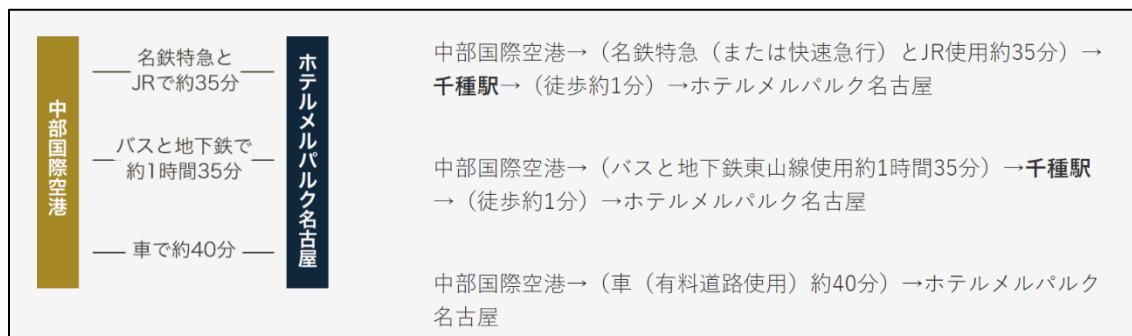 中部国際空港
名鉄特急と
JRで約35分
バスと地下鉄で
約1時間35分
車で約40分
ホテルメルパルク名古屋
中部国際空港→（名鉄特急（または快速急行）とJR使用約35分）→
千種駅→（徒歩約1分）→ホテルメルパルク名古屋
中部国際空港→（バスと地下鉄東山線使用約1時間35分）→千種駅
→（徒歩約1分）→ホテルメルパルク名古屋
中部国際空港→（車（有料道路使用）約40分）→ホテルメルパルク
名古屋